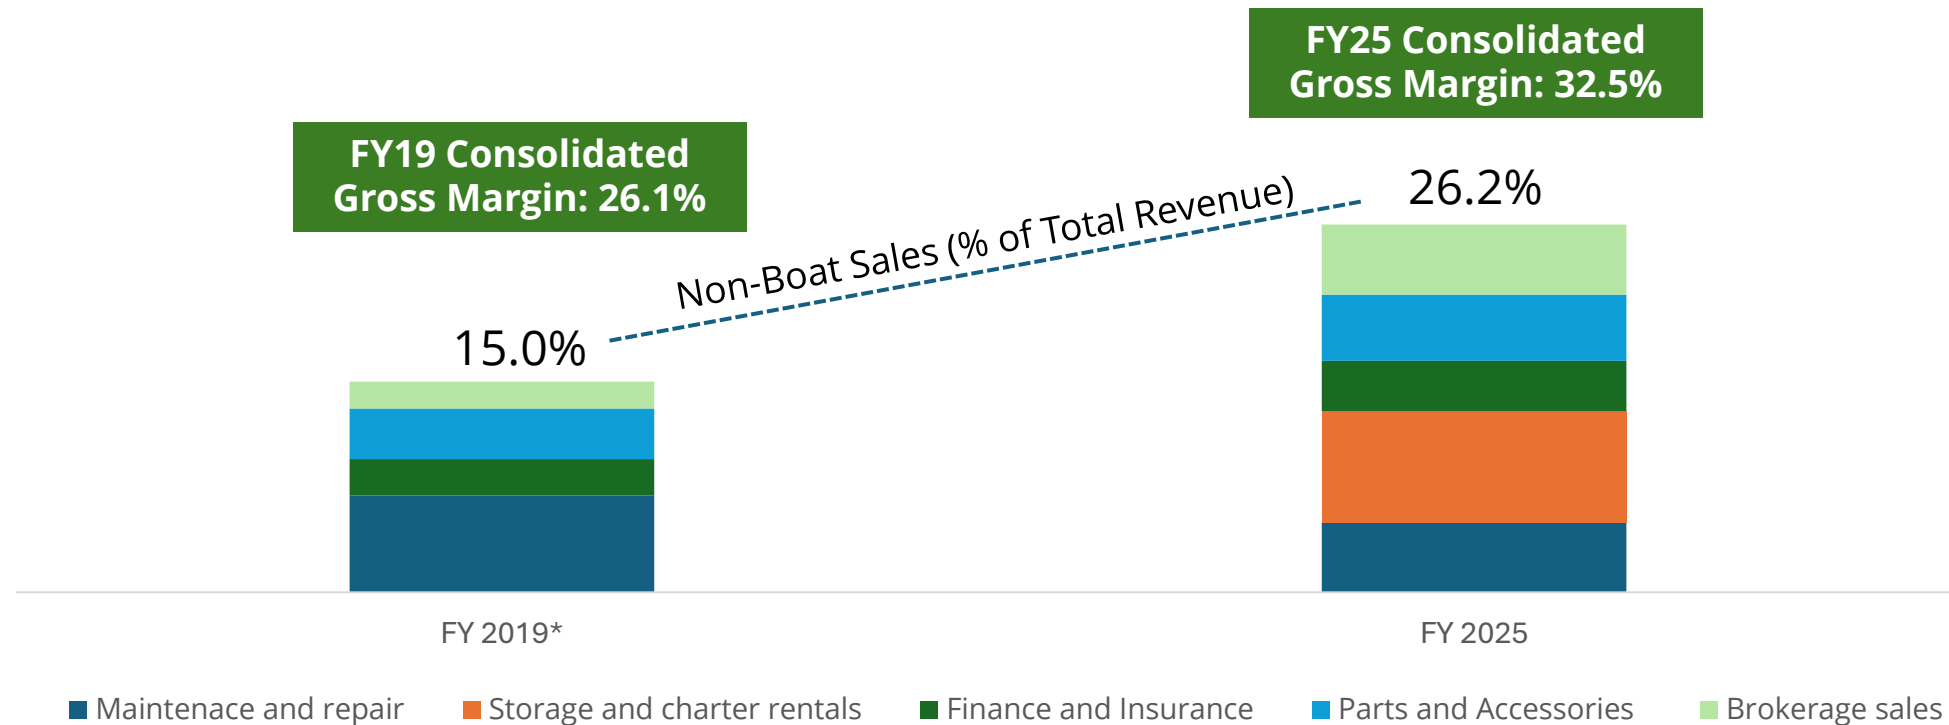 FY25 Consolidated
Gross Margin: 32.5%
FY19 Consolidated
Gross Margin: 26.1%
26.2%
Non-Boat Sales (% of Total Revenue)
15.0%
FY 2019*
FY 2025
Maintenace and repair
Storage and charter rentals
Finance and Insurance
Parts and Accessories
Brokerage sales